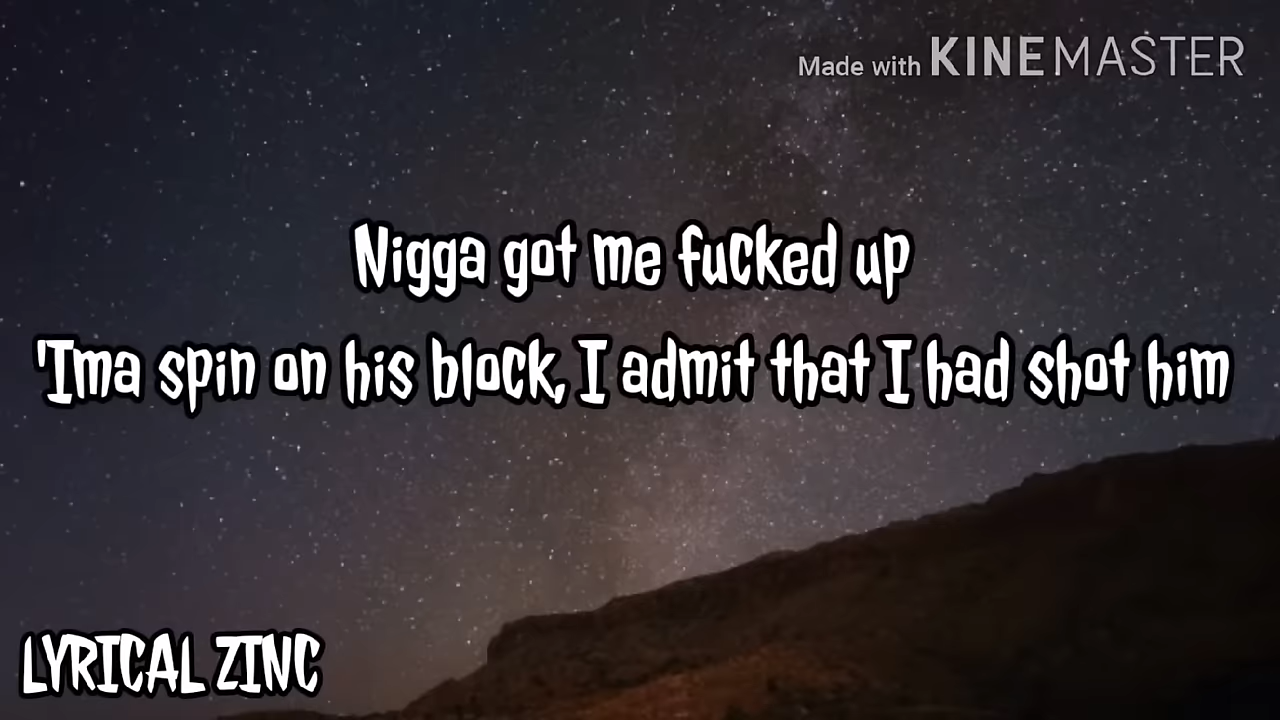 Made with KINEMASTER
Nigga got me fucked up
'Ima spin on his block, I admit that I had shot him
LYRICAL ZINC